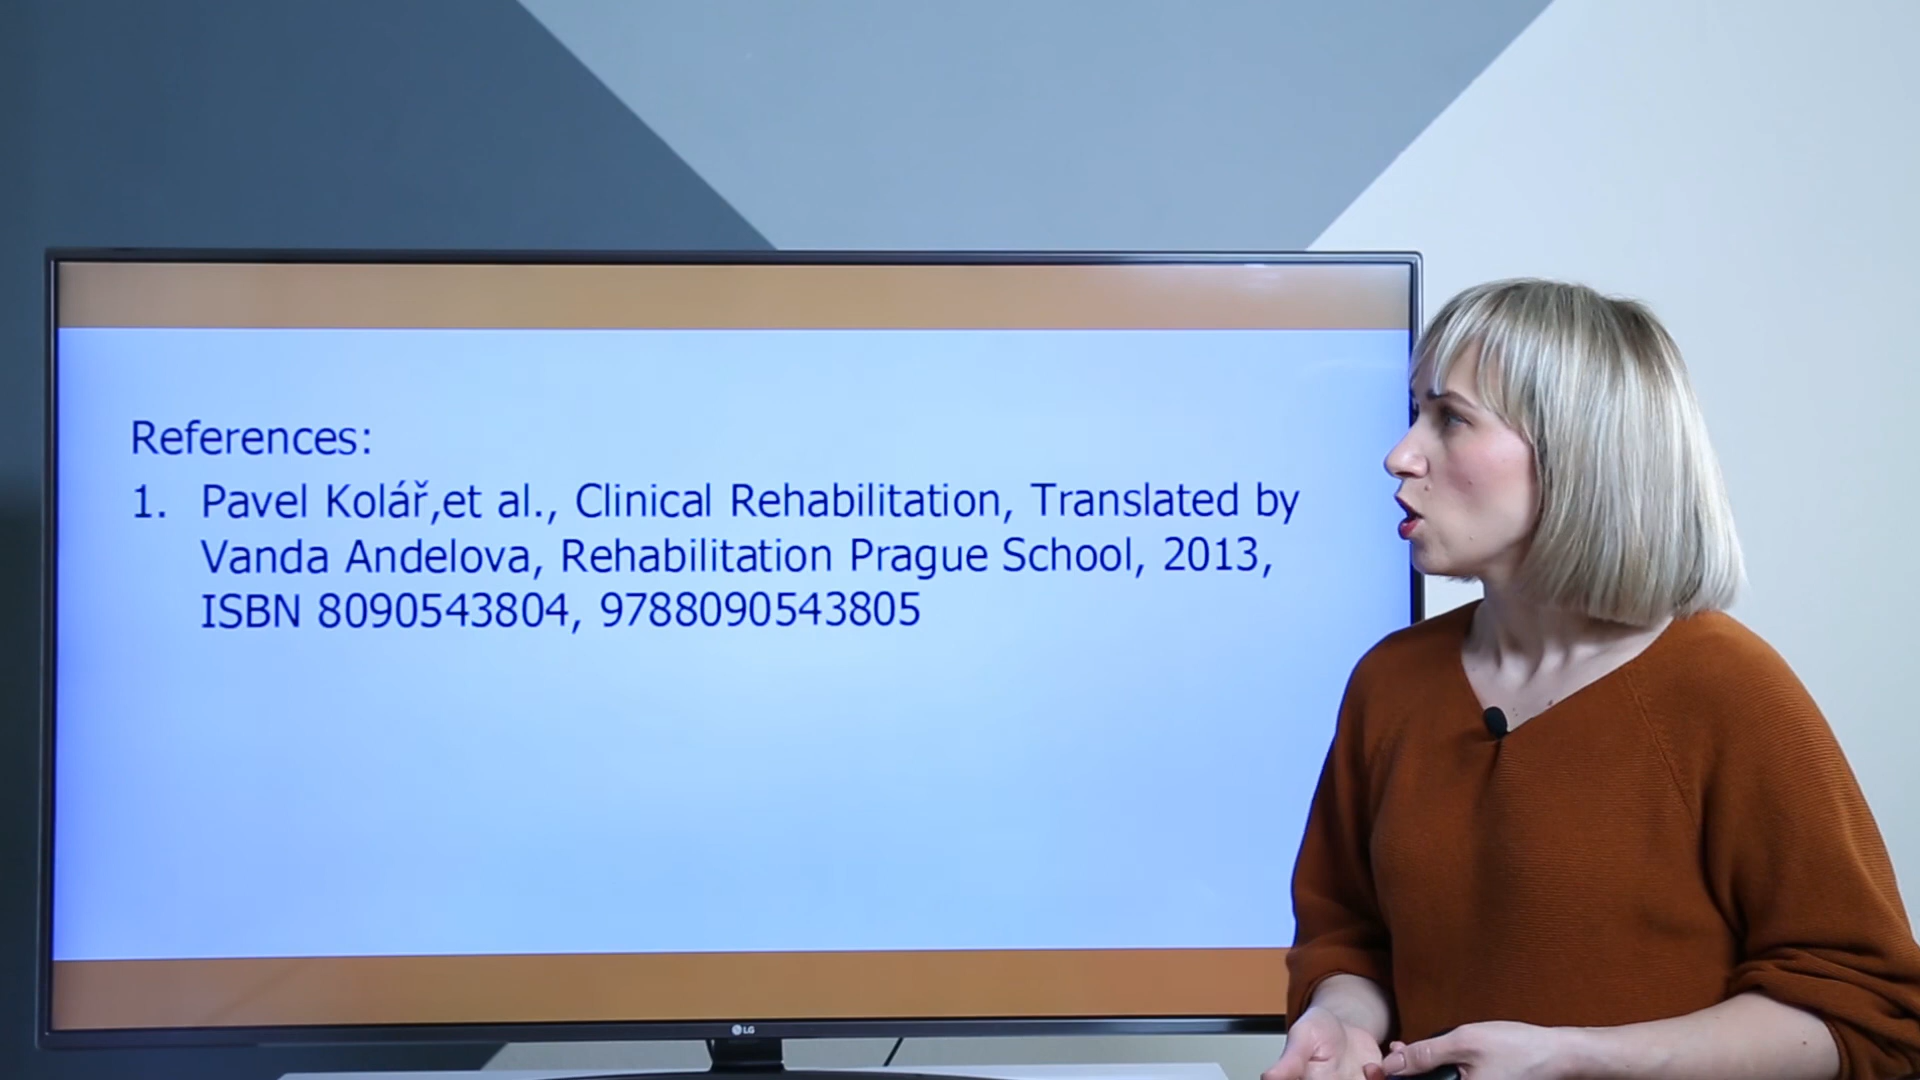 References:
1. Pavel Kolář,et al., Clinical Rehabilitation, Translated by
Vanda Andelova, Rehabilitation Prague School, 2013,
ISBN 8090543804, 9788090543805
LG